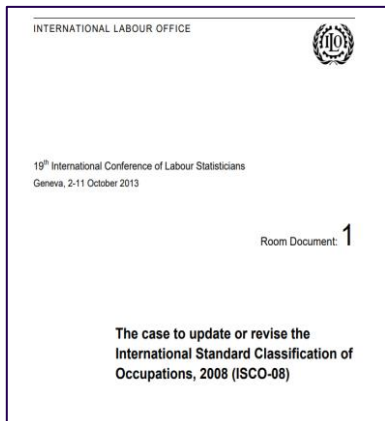 INTERNATIONAL LABOUR OFFICE
19th International Conference of Labour Statisticians
Geneva, 2-11 October 2013
Room Document: 1
The case to update or revise the
International Standard Classification of
Occupations, 2008 (ISCO-08)